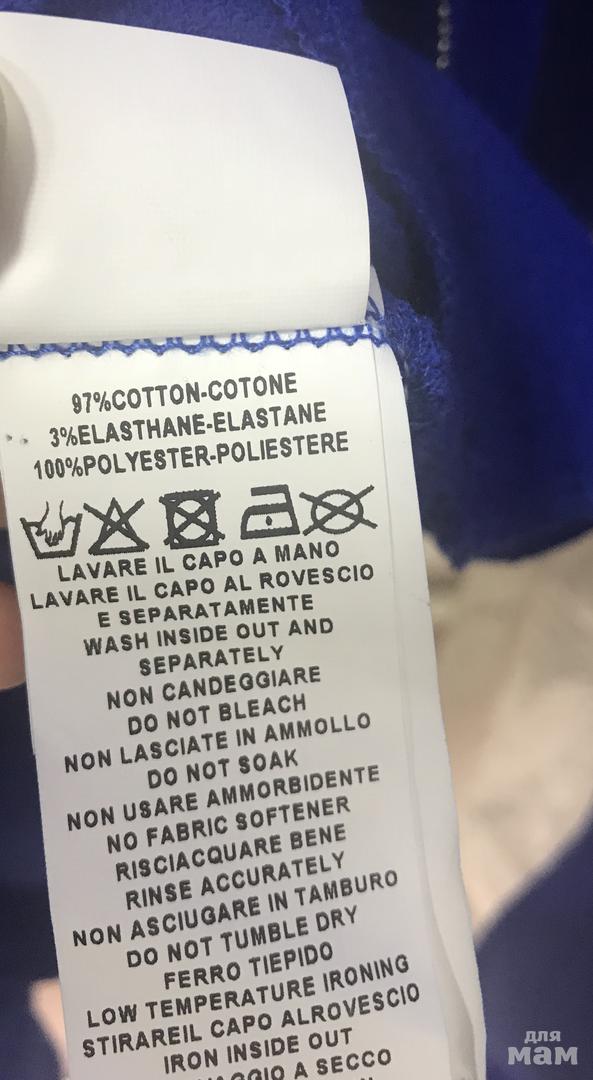 97%COTTON-COTONE
3%ELASTHANE-ELASTANE
100%POLYESTER-POLIESTERE
LAVARE IL CAPO A MANO
LAVARE IL CAPO AL ROVESCIO
E SEPARATAMENTE
WASH INSIDE OUT AND
SEPARATELY
NON CANDEGGIARE
DO NOT BLEACH
NON LASCIATE IN AMMOLLO
DO NOT SOAK
NON USARE AMMORBIDENTE
NO FABRIC SOFTENER
RISCIACQUARE BENE
RINSE ACCURATELY
NON ASCIUGARE IN TAMBURO
DO NOT TUMBLE DRY
FERRO TIEPIDO
LOW TEMPERATURE IRONING
STIRAREIL CAPO ALROVESCIO
IRON INSIDE OUT
A SECCO
для
мам